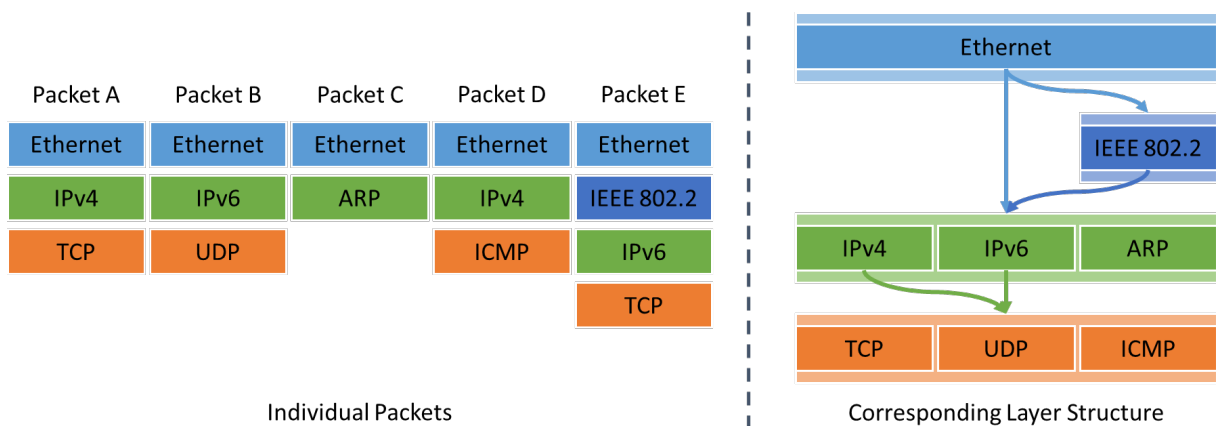 Packet A Packet B Packet C Packet D Packet E
Ethernet Ethernet Ethernet Ethernet Ethernet
IPv4 IPv6 ARP IPv4 IEEE 802.2
TCP UDP ICMP IPv6
TCP
Individual Packets
Ethernet
IEEE 802.2
IPv4 IPv6 ARP
TCP UDP ICMP
Corresponding Layer Structure